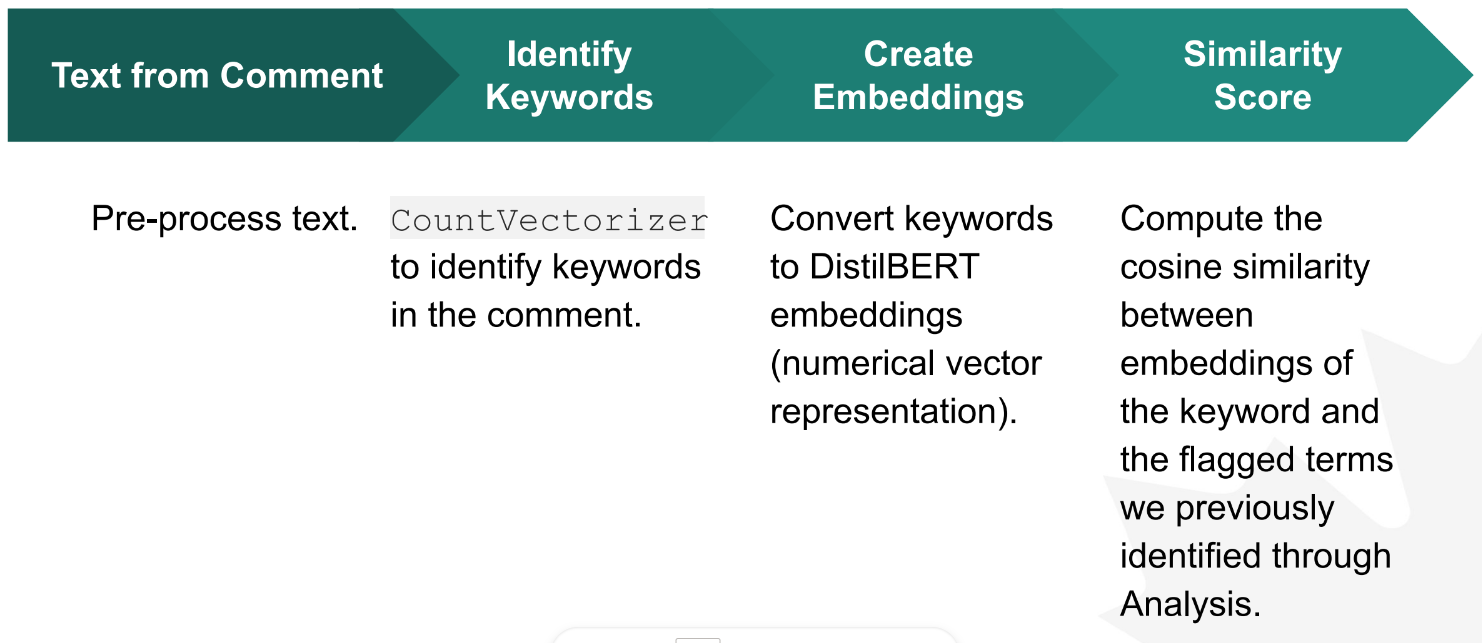 Text from Comment
Identify
Keywords
Create
Embeddings
Similarity
Score
Pre-process text.
CountVectorizer
to identify keywords
in the comment.
Convert keywords
to DistilBERT
embeddings
(numerical vector
representation).
Compute the
cosine similarity
between
embeddings of
the keyword and
the flagged terms
we previously
identified through
Analysis.